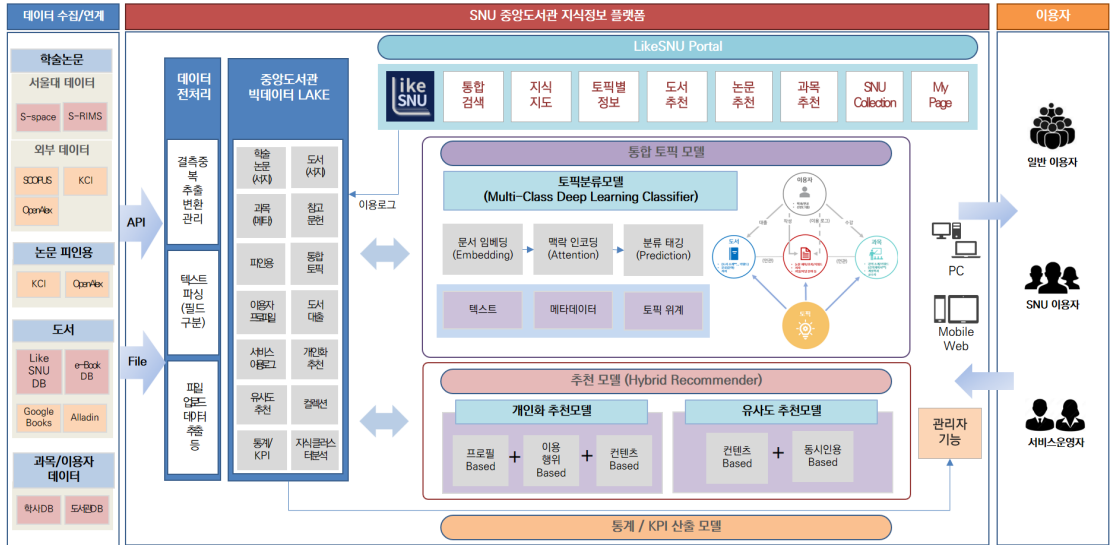 데이터 수집/연계
SNU 중앙도서관 지식정보 플랫폼
이용자
학술논문
서울대 데이터
S-space
S-RIMS
외부 데이터
SCOPUS
KCI
OpenAlex
논문 피인용
KCI
OpenAlex
도서
Like
SNU
DB
e-Book
DB
Google
Books
Alladin
과목/이용자
데이터
학사DB
도서관DB
API
File
데이터
전처리
결측중
복
추출
변환
관리
텍스트
파싱
(필드
구분)
파일
업로드
데이터
추출
등
중앙도서관
빅데이터 LAKE
학술
논문
(서지)
도서
(서지)
과목
(메타)
참고
문헌
피인용
통합
토픽
이용자
프로파일
도서
대출
서비스
이용로그
개인화
추천
유사도
추천
컬렉션
통계/
KPI
지식클러스
터분석
LikeSNU Portal
Like
SNU
통합
검색
지식
지도
토픽별
정보
도서
추천
논문
추천
과목
추천
SNU
Collection
My
Page
이용로그
통합 토픽 모델
토픽분류모델
(Multi-Class Deep Learning Classifier)
문서 임베딩
(Embedding)
맥락 인코딩
(Attention)
분류 태깅
(Prediction)
텍스트
메타데이터
토픽 위계
이용자
대출
(이용 로그)
수강
도서
과목
토픽
추천 모델 (Hybrid Recommender)
개인화 추천모델
프로필
Based
+
이용
행위
Based
+
컨텐츠
Based
유사도 추천모델
컨텐츠
Based
+
동시인용
Based
관리자
기능
통계 / KPI 산출 모델
PC
Mobile
Web
일반 이용자
SNU 이용자
서비스운영자